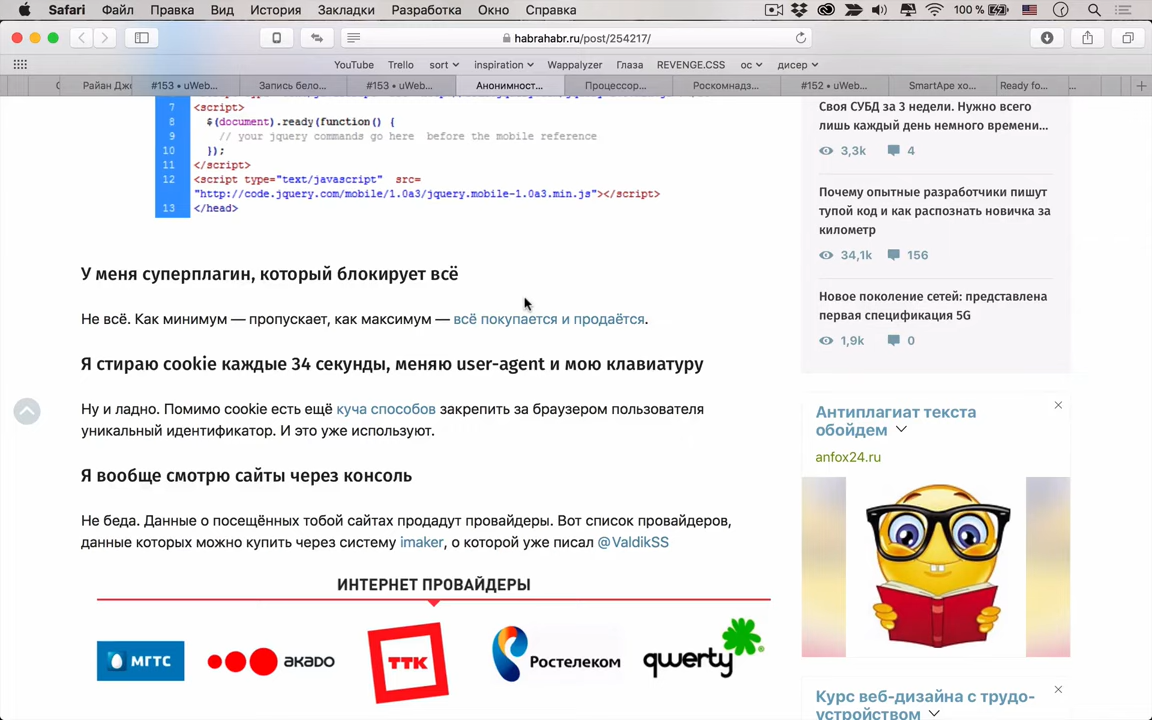 Safari Файл Правка Вид История Закладки Разработка Окно Справка 100 %
habrahabr.ru/post/254217/
YouTube Trello sort inspiration Wappalyzer Глаза REVENGE.CSS ос дисер
Райан Джо #153 • uWeb... Запись бело... #153 • uWeb... Анонимност... Процессор... Роскомнадз... #152 • uWeb... SmartApe хо... Ready fo...
7 <script>
8 $(document).ready(function() {
9 // your jquery commands go here before the mobile reference
10 });
11 </script>
12 <script type="text/javascript" src=
"http://code.jquery.com/mobile/1.0a3/jquery.mobile-1.0a3.min.js"></script>
13 </head>
У меня суперплагин, который блокирует всё
Не всё. Как минимум — пропускает, как максимум — всё покупается и продаётся.
Я стираю cookie каждые 34 секунды, меняю user-agent и мою клавиатуру
Ну и ладно. Помимо cookie есть ещё куча способов закрепить за браузером пользователя
уникальный идентификатор. И это уже используют.
Я вообще смотрю сайты через консоль
Не беда. Данные о посещённых тобой сайтах продадут провайдеры. Вот список провайдеров,
данные которых можно купить через систему imaker, о которой уже писал @ValdikSS
ИНТЕРНЕТ ПРОВАЙДЕРЫ
МГТС AKADO ТТК Ростелеком qwerty
Своя СУБД за 3 недели. Нужно всего
лишь каждый день немного времени...
3,3k 4
Почему опытные разработчики пишут
тупой код и как распознать новичка за
километр
34,1k 156
Новое поколение сетей: представлена
первая спецификация 5G
1,9k 0
Антиплагиат текста
обойдем
anfox24.ru
Курс веб-дизайна с трудо-
устройством